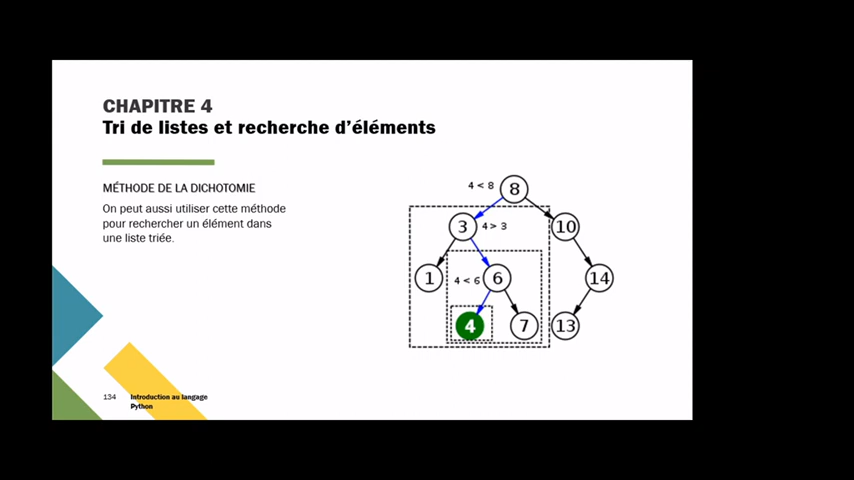 CHAPITRE 4
Tri de listes et recherche d'éléments
MÉTHODE DE LA DICHOTOMIE
On peut aussi utiliser cette méthode
pour rechercher un élément dans
une liste triée.
4 < 8
8
3
4 > 3
10
1
4 < 6
6
14
4
7
13
134
Introduction au langage
Python